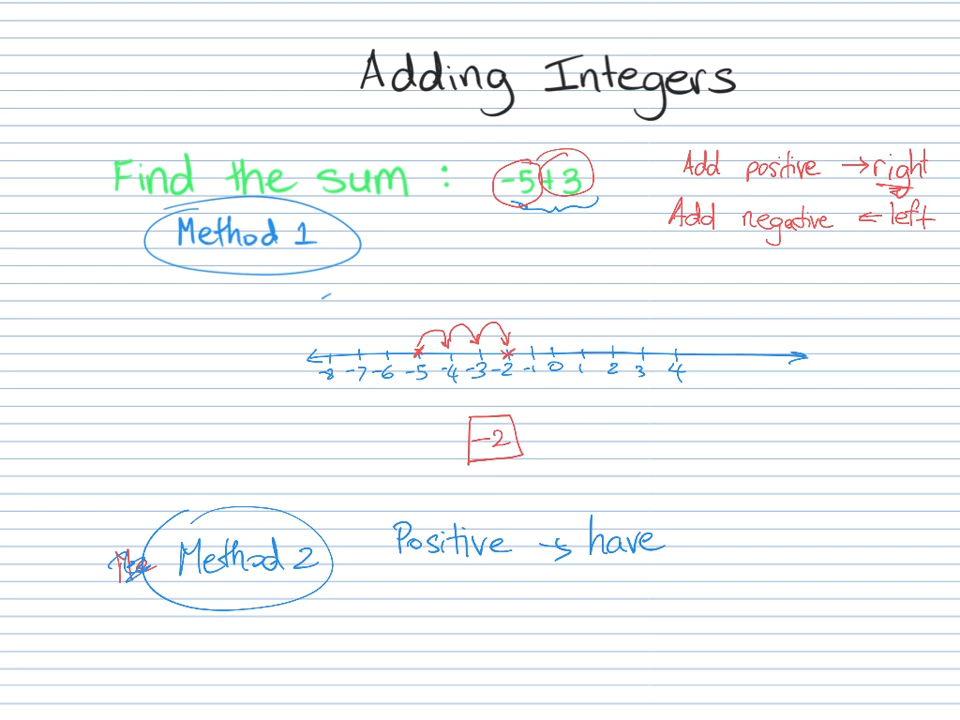 Adding Integers
Find the sum : -5+3
Add positive → right
Add negative ← left
Method 1
-8 -7 -6 -5 -4 -3 -2 -1 0 1 2 3 4
-2
Method 2 Positive → have